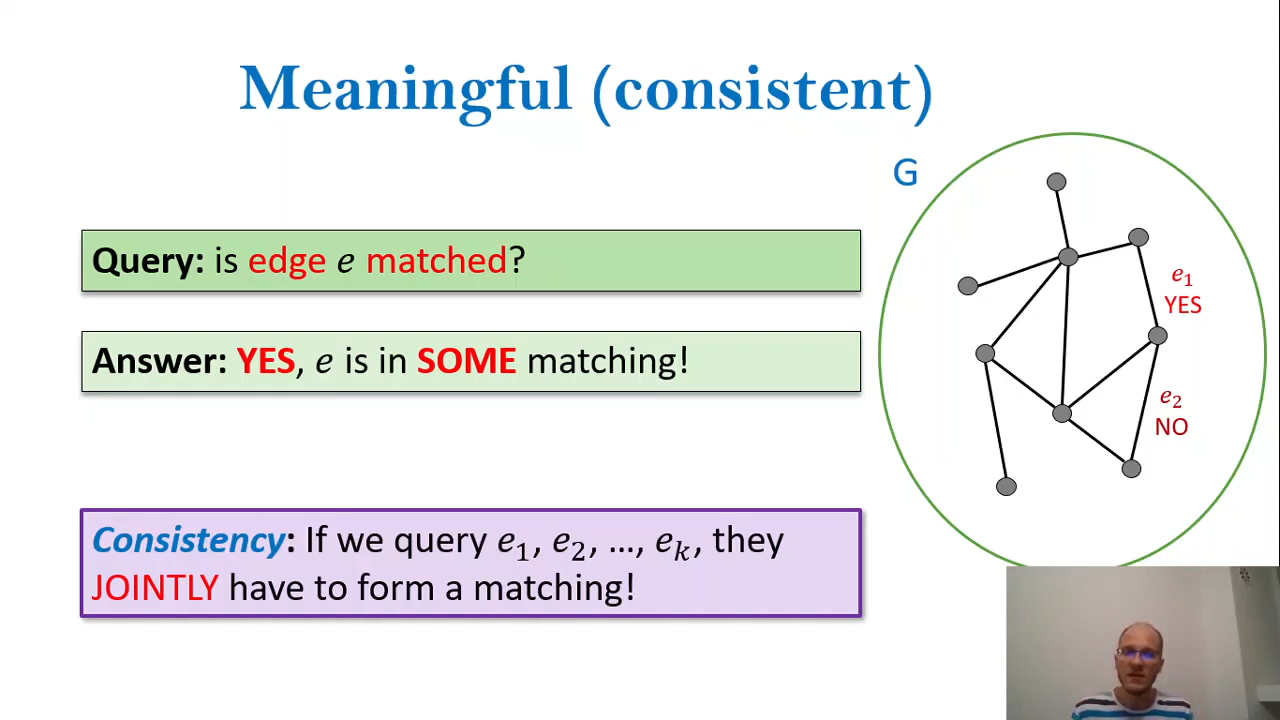 Meaningful (consistent)
G
Query: is edge e matched?
e₁
YES
Answer: YES, e is in SOME matching!
e₂
NO
Consistency: If we query e₁, e₂, …, eₖ, they
JOINTLY have to form a matching!